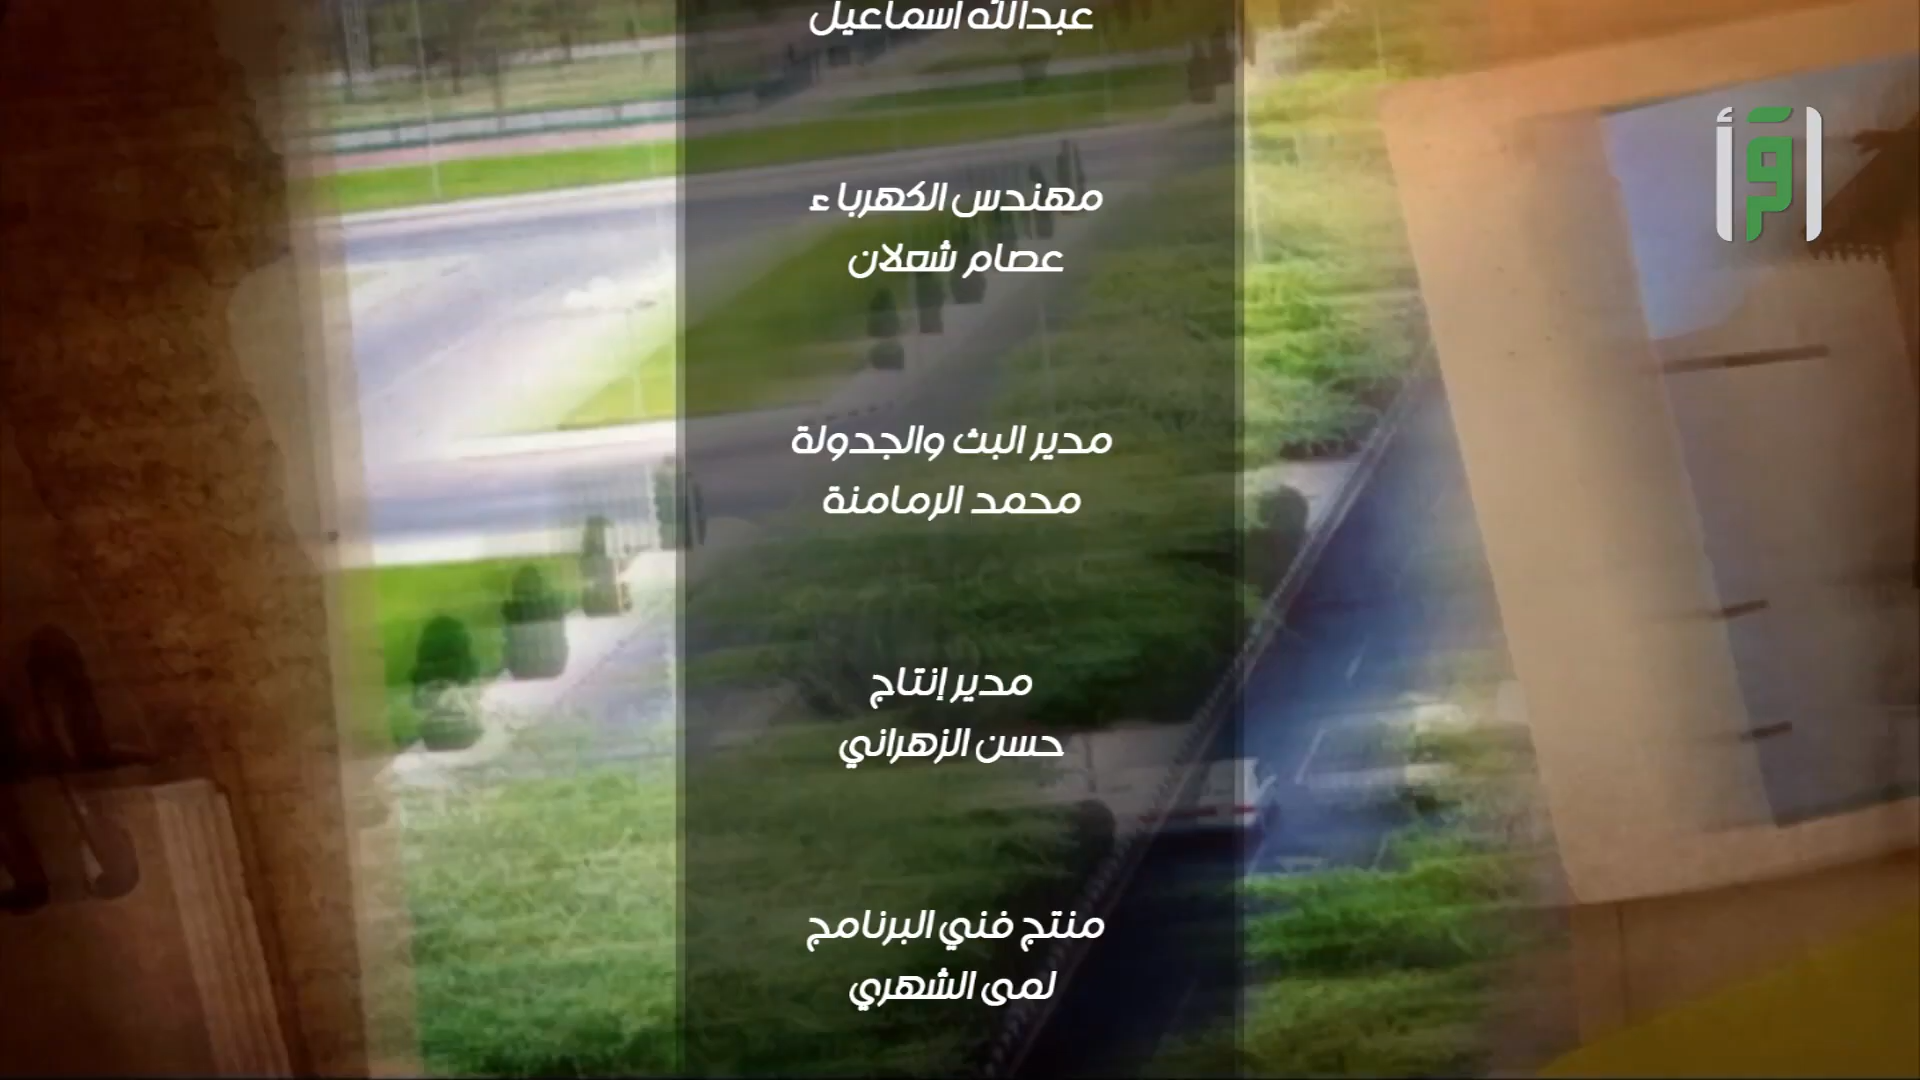 عبدالله اسماعيل
اقرأ
مهندس الكهرباء
عصام شعلان
مدير البث والجدولة
محمد الرمامنة
مدير إنتاج
حسن الزهراني
منتج فني البرنامج
لمى الشهري